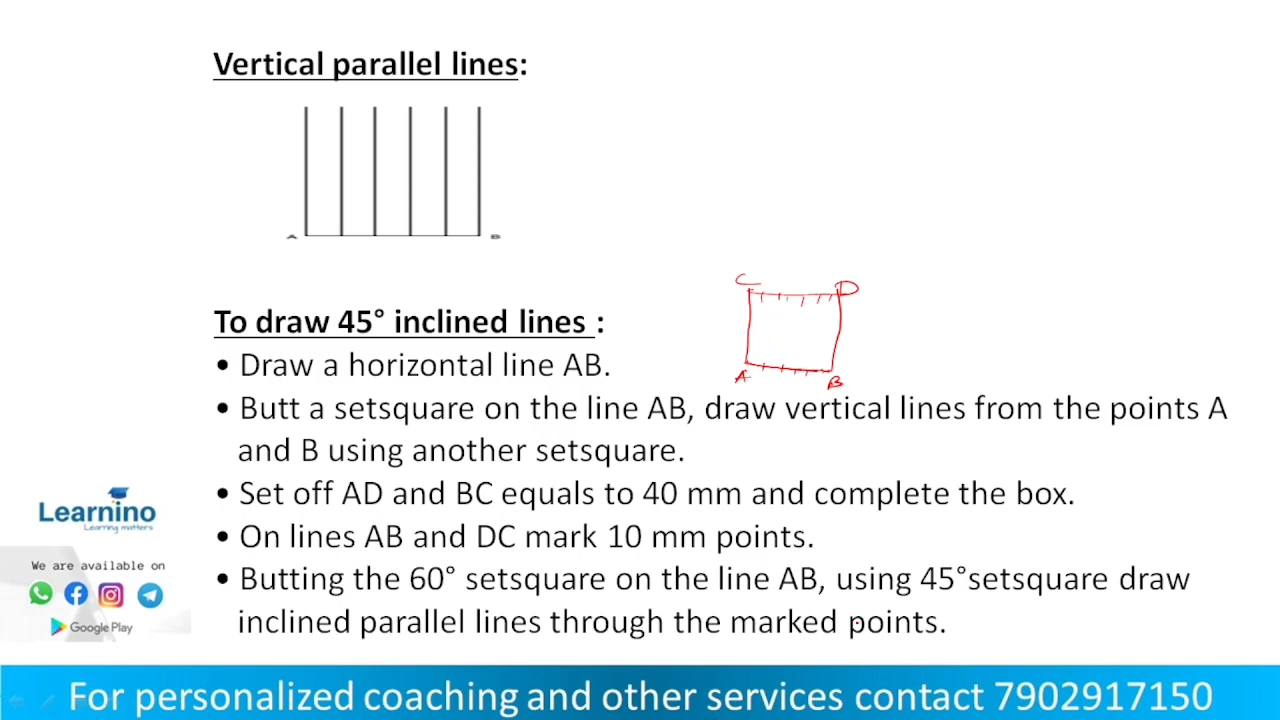 Vertical parallel lines:
A B
C D
To draw 45° inclined lines :
• Draw a horizontal line AB.
A B
• Butt a setsquare on the line AB, draw vertical lines from the points A
and B using another setsquare.
• Set off AD and BC equals to 40 mm and complete the box.
• On lines AB and DC mark 10 mm points.
• Butting the 60° setsquare on the line AB, using 45°setsquare draw
inclined parallel lines through the marked points.
Learnino
Learning matters
We are available on
Google Play
For personalized coaching and other services contact 7902917150